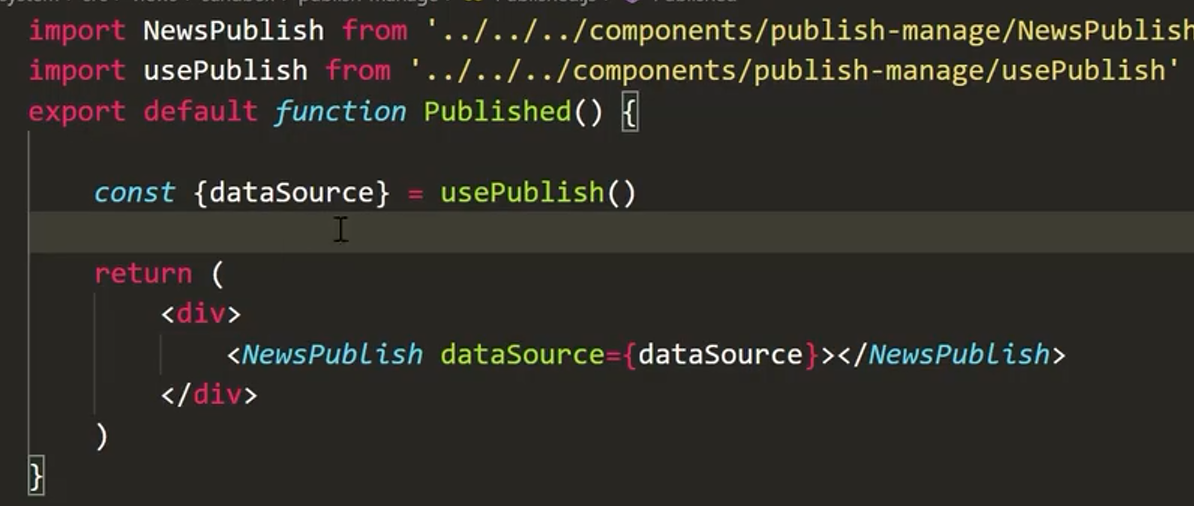 import NewsPublish from '../../../components/publish-manage/NewsPublish
import usePublish from '../../../components/publish-manage/usePublish'
export default function Published() {
const {dataSource} = usePublish()
return (
<div>
<NewsPublish dataSource={dataSource}></NewsPublish>
</div>
)
}